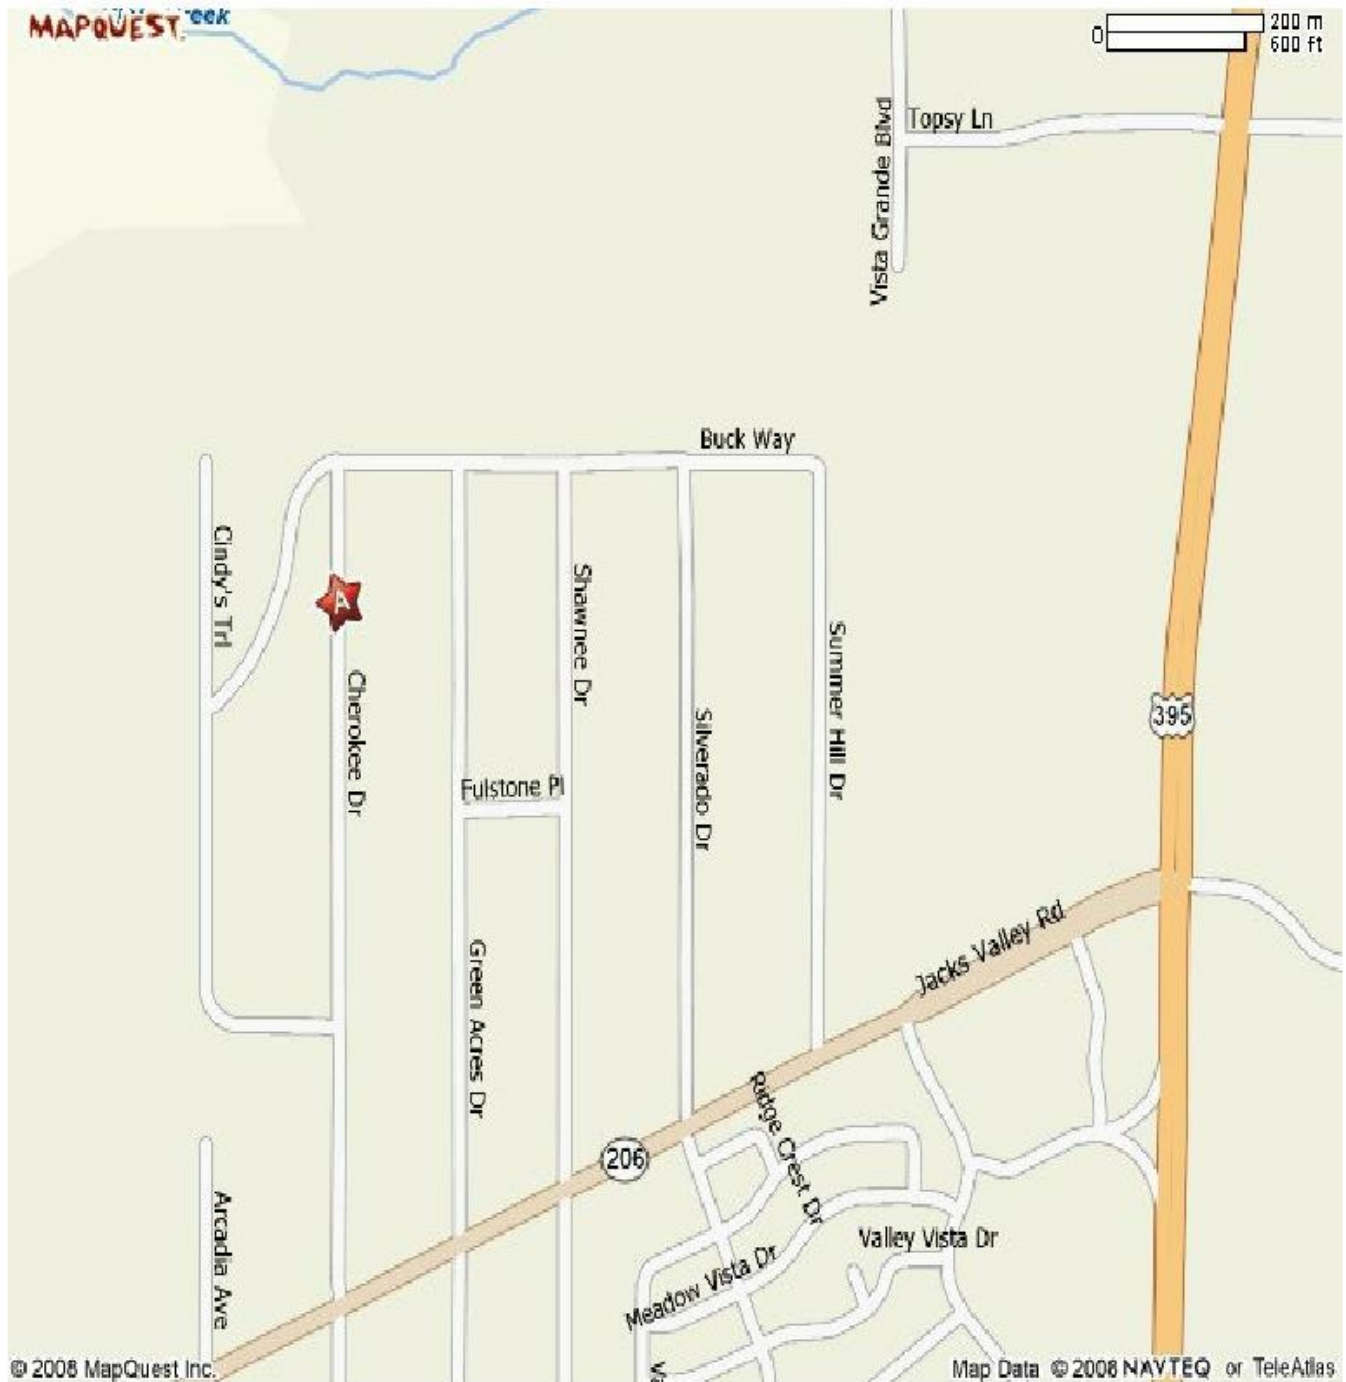 MAPQUEST.
reek
200 m
0
600 ft
Topsy Ln
Vista Grande Blvd
Buck Way
Cindy's Trl
A
Shawnee Dr
Summer Hill Dr
Cherokee Dr
395
Silverado Dr
Fulstone Pl
Jacks Valley Rd
Green Acres Dr
Ridge Crest Dr
206
Arcadia Ave
Valley Vista Dr
Meadow Vista Dr
© 2008 MapQuest Inc.
Map Data © 2008 NAVTEQ or TeleAtlas